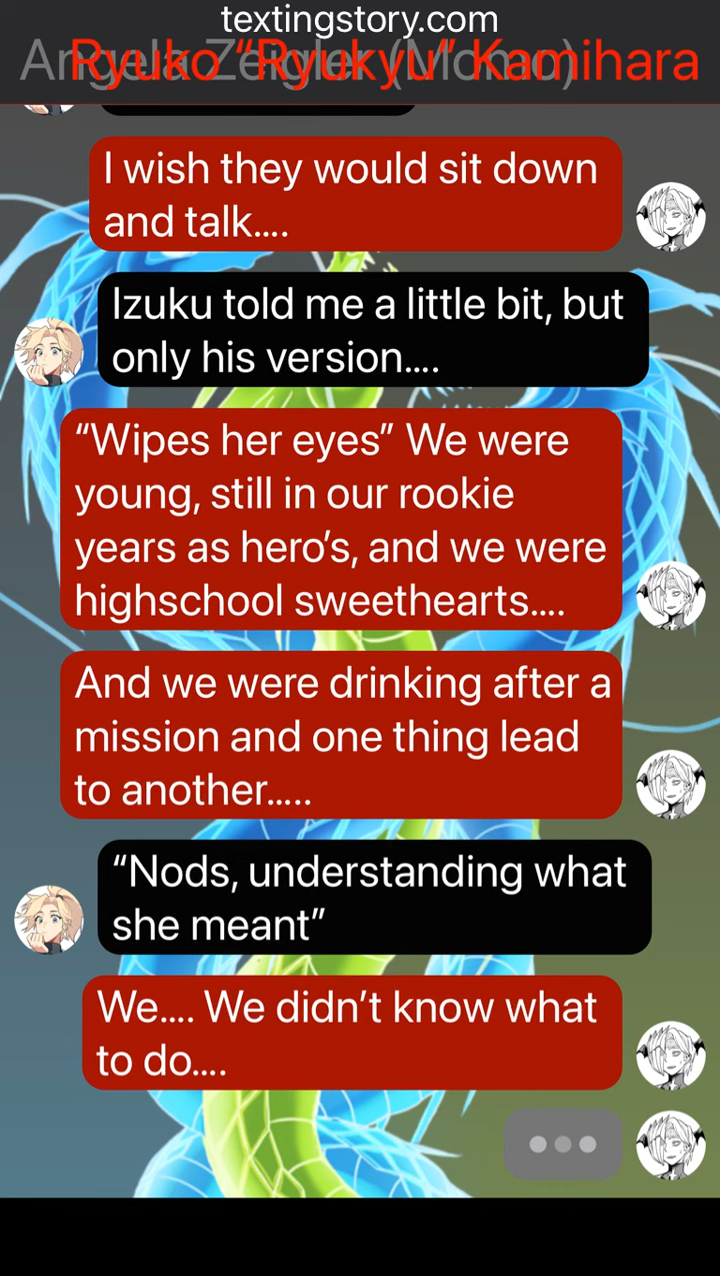 textingstory.com
Angela Zeigler (Momo)
Ryuko “Ryukyu” Kamihara
I wish they would sit down
and talk....
Izuku told me a little bit, but
only his version....
“Wipes her eyes” We were
young, still in our rookie
years as hero’s, and we were
highschool sweethearts....
And we were drinking after a
mission and one thing lead
to another.....
“Nods, understanding what
she meant”
We.... We didn’t know what
to do....